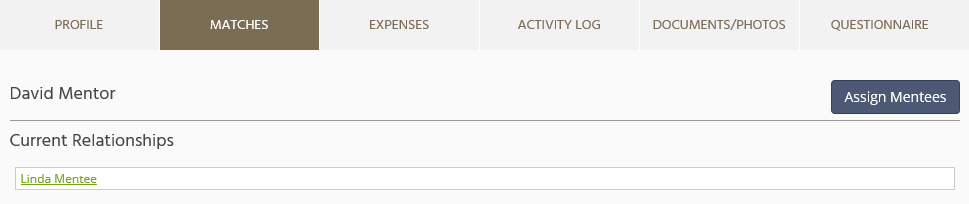 PROFILE MATCHES EXPENSES ACTIVITY LOG DOCUMENTS/PHOTOS QUESTIONNAIRE
David Mentor Assign Mentees
Current Relationships
Linda Mentee